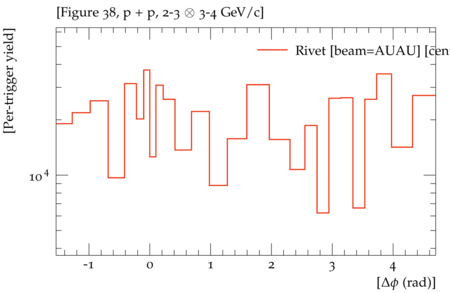 [Figure 38, p + p, 2-3 ⊗ 3-4 GeV/c]
[Per-trigger yield]
Rivet [beam=AUAU] [cen
10⁴
-1 0 1 2 3 4
[Δϕ (rad)]